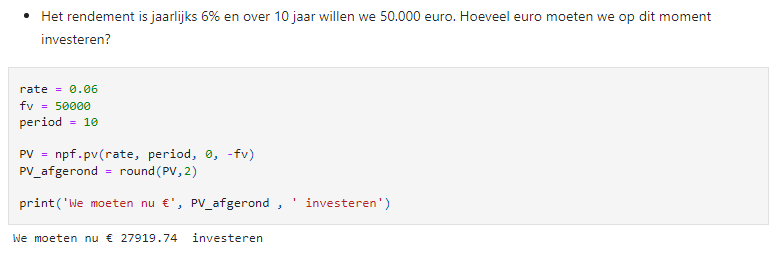 • Het rendement is jaarlijks 6% en over 10 jaar willen we 50.000 euro. Hoeveel euro moeten we op dit moment
investeren?
rate = 0.06
fv = 50000
period = 10
PV = npf.pv(rate, period, 0, -fv)
PV_afgerond = round(PV,2)
print('We moeten nu €', PV_afgerond , ' investeren')
We moeten nu € 27919.74  investeren